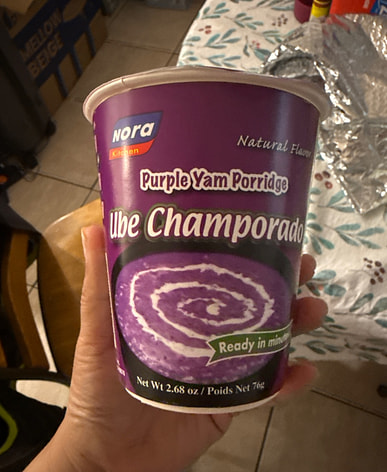 MELLOW
BEIGE
NORA
Kitchen
Natural Flavor
Purple Yam Porridge
Ube Champorado
Ready in minutes
Net Wt 2.68 oz / Poids Net 76g